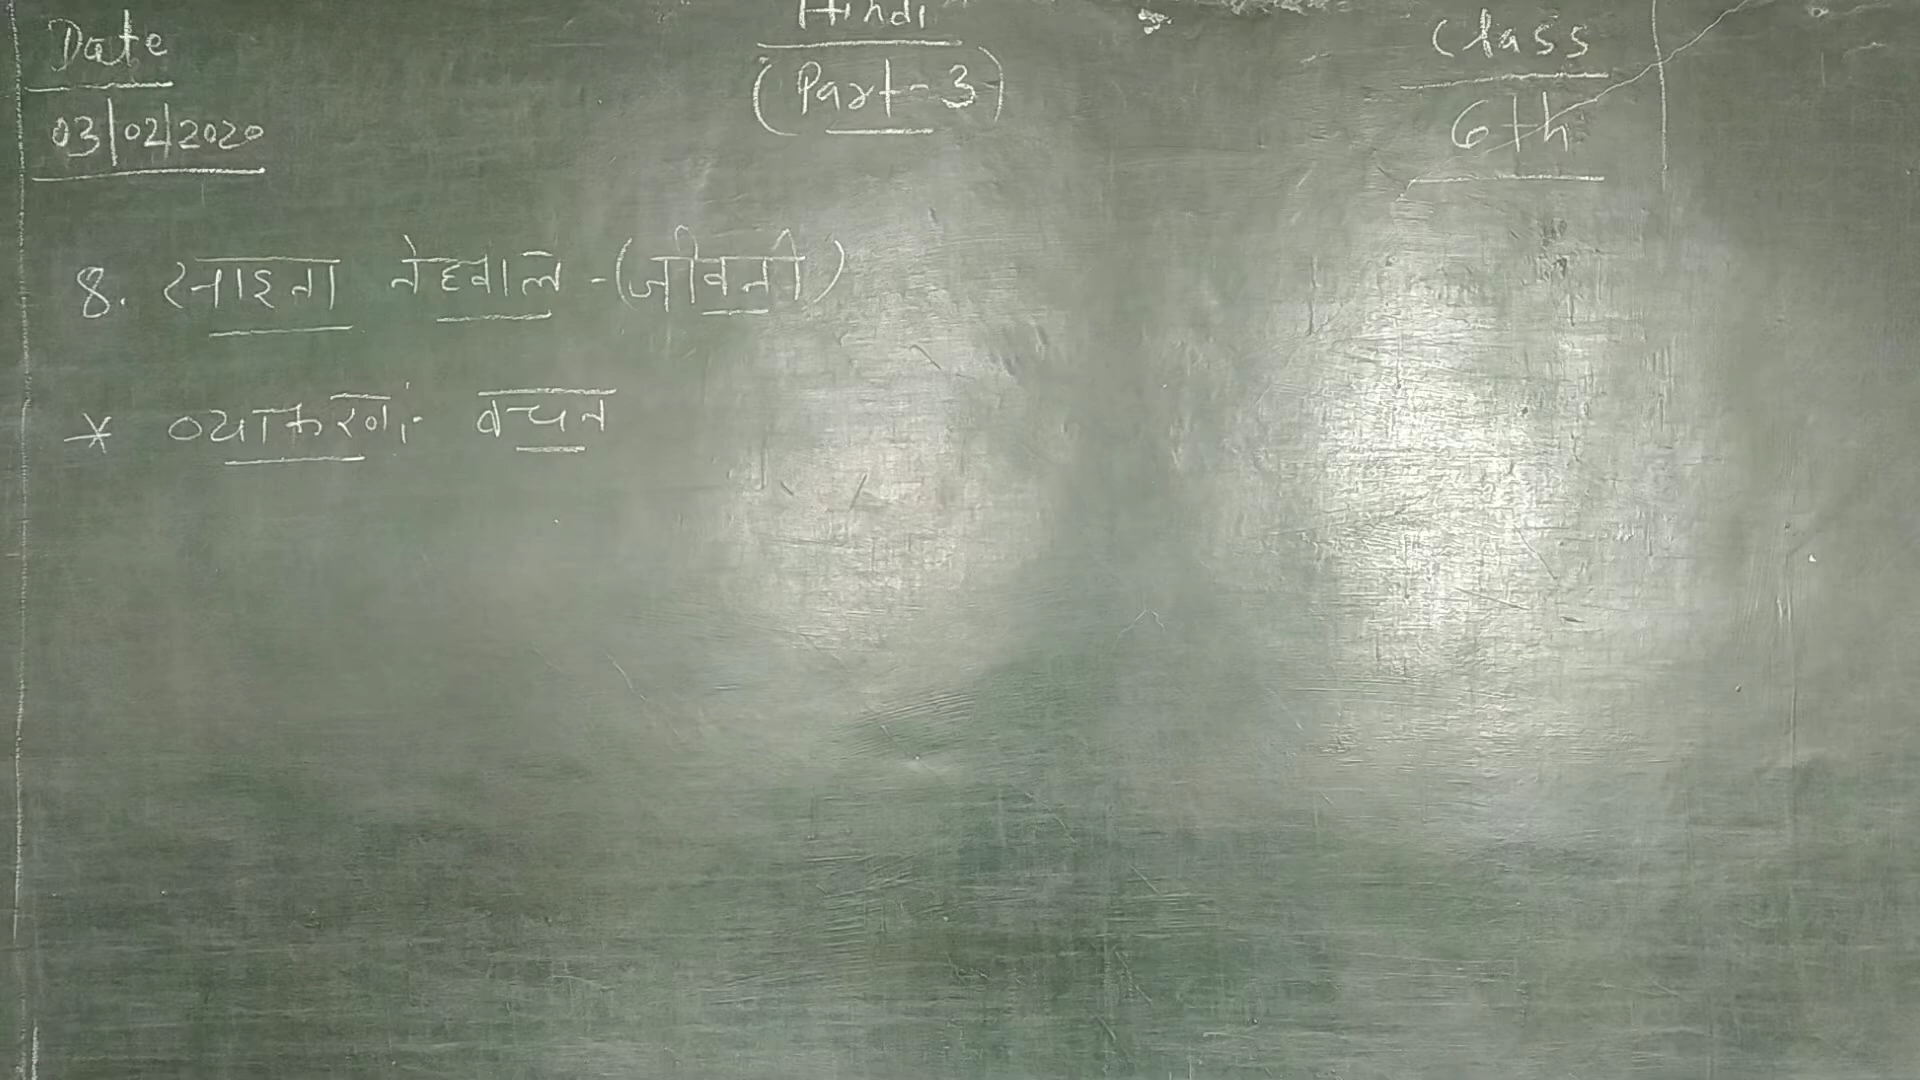 Date
03/02/2020
Hindi
(Part-3)
Class
6th
8. साइना नेहवाल -(जीवनी)
* व्याकरण:- वचन